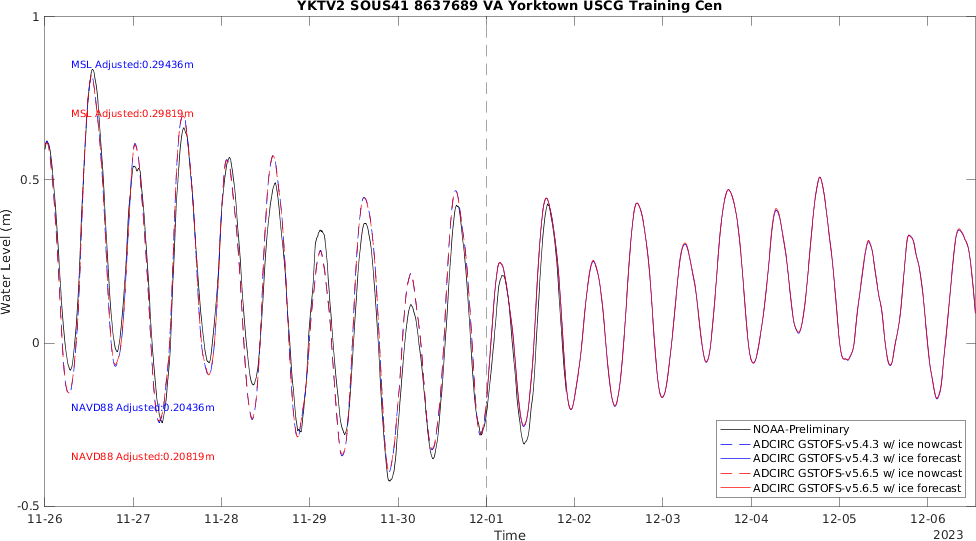 YKTV2 SOUS41 8637689 VA Yorktown USCG Training Cen
1
MSL Adjusted:0.29436m
MSL Adjusted:0.29819m
0.5
Water Level (m)
0
NAVD88 Adjusted:0.20436m
NAVD88 Adjusted:0.20819m
NOAA-Preliminary
ADCIRC GSTOFS-v5.4.3 w/ ice nowcast
ADCIRC GSTOFS-v5.4.3 w/ ice forecast
ADCIRC GSTOFS-v5.6.5 w/ ice nowcast
ADCIRC GSTOFS-v5.6.5 w/ ice forecast
-0.5
11-26 11-27 11-28 11-29 11-30 12-01 12-02 12-03 12-04 12-05 12-06
Time
2023